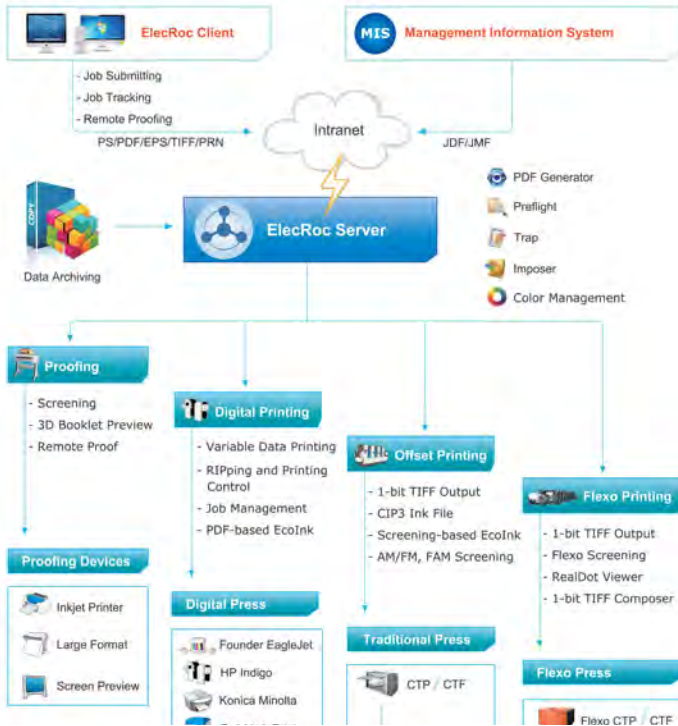 ElecRoc Client
MIS
Management Information System
- Job Submitting
- Job Tracking
- Remote Proofing
PS/PDF/EPS/TIFF/PRN
Intranet
JDF/JMF
COPY
Data Archiving
ElecRoc Server
PDF Generator
Preflight
Trap
Imposer
Color Management
Proofing
- Screening
- 3D Booklet Preview
- Remote Proof
Digital Printing
- Variable Data Printing
- RIPping and Printing
Control
- Job Management
- PDF-based EcoInk
Offset Printing
- 1-bit TIFF Output
- CIP3 Ink File
- Screening-based EcoInk
- AM/FM, FAM Screening
Flexo Printing
- 1-bit TIFF Output
- Flexo Screening
- RealDot Viewer
- 1-bit TIFF Composer
Proofing Devices
Inkjet Printer
Large Format
Screen Preview
Digital Press
Founder EagleJet
HP Indigo
Konica Minolta
Traditional Press
CTP / CTF
Flexo Press
Flexo CTP / CTF